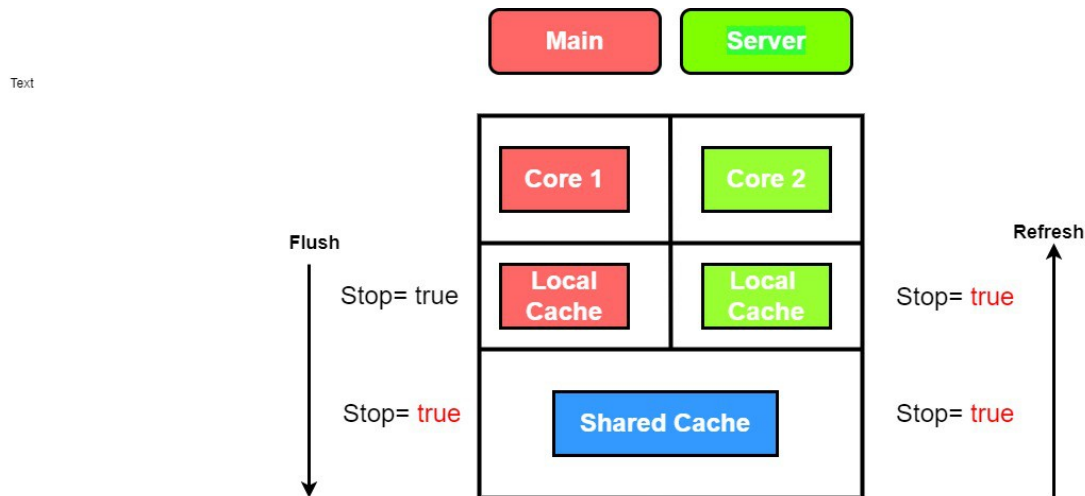 Main
Server
Text
Core 1
Core 2
Flush
Refresh
Stop= true
Local
Cache
Local
Cache
Stop= true
Stop= true
Shared Cache
Stop= true